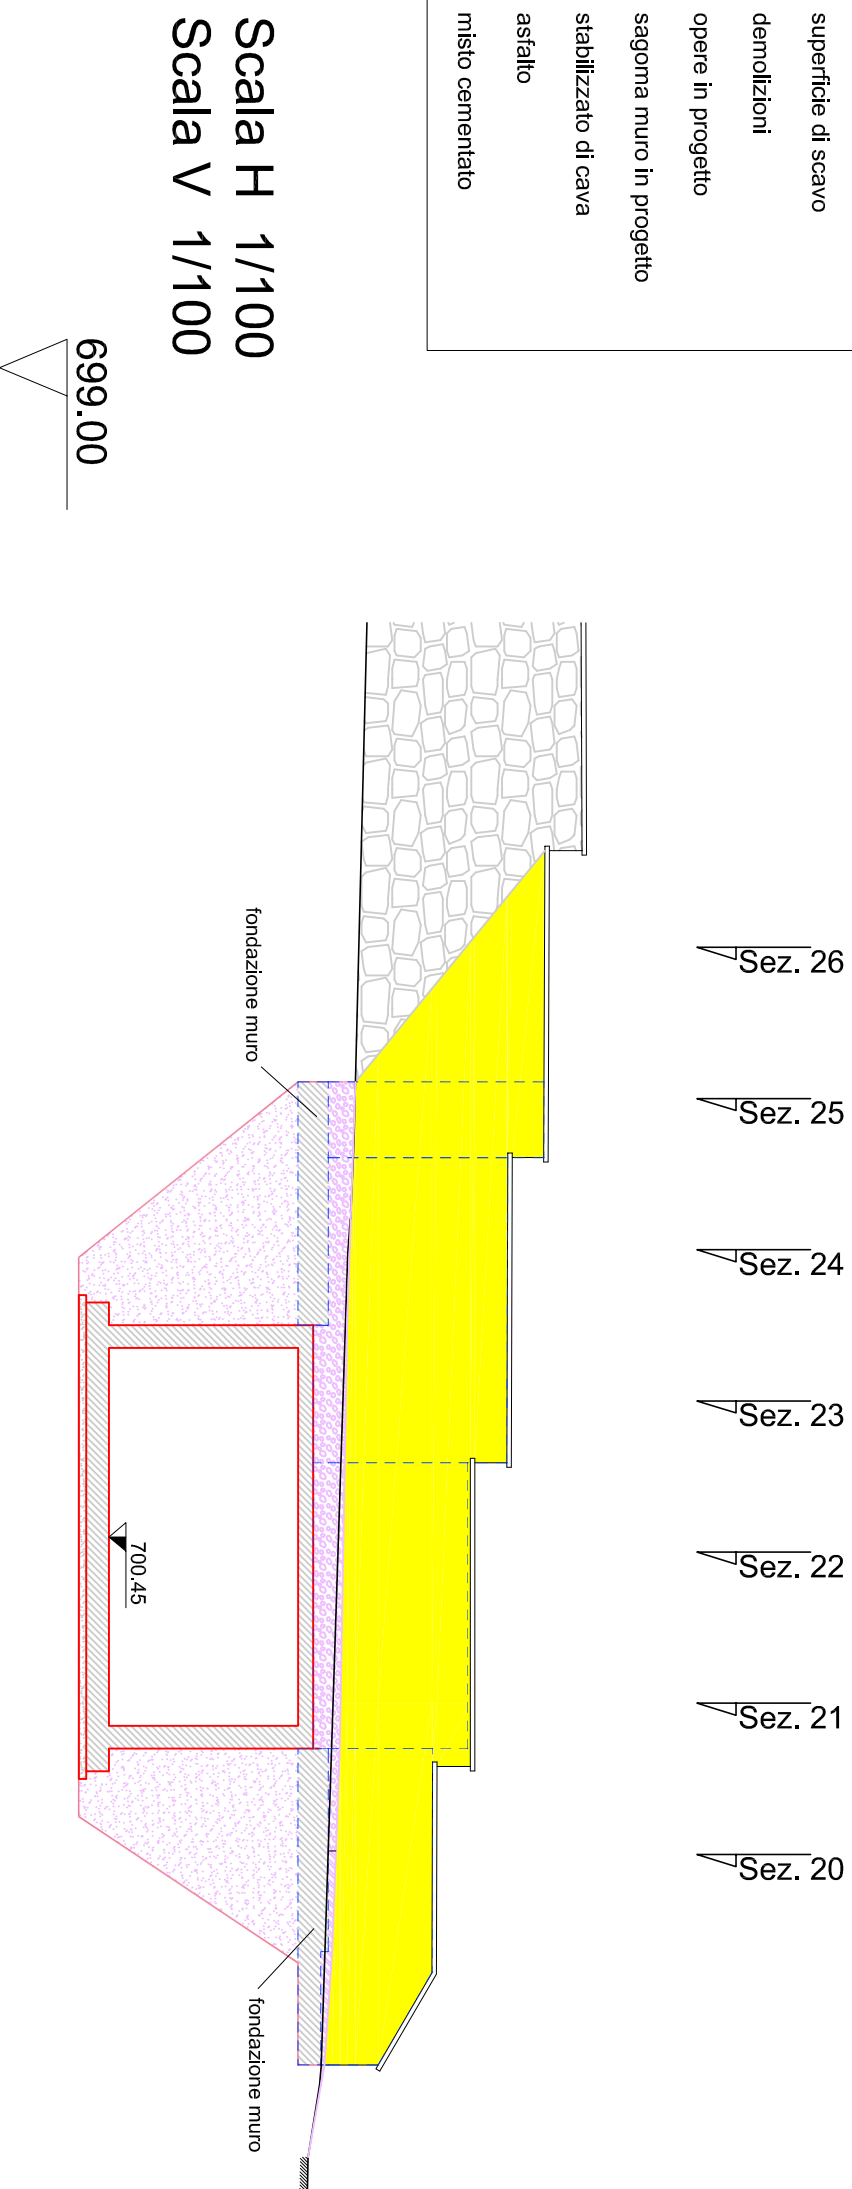 superficie di scavo
demolizioni
opere in progetto
sagoma muro in progetto
stabilizzato di cava
asfalto
misto cementato
Scala H 1/100
Scala V 1/100
699.00
Sez. 26
Sez. 25
Sez. 24
Sez. 23
Sez. 22
Sez. 21
Sez. 20
fondazione muro
700.45
fondazione muro